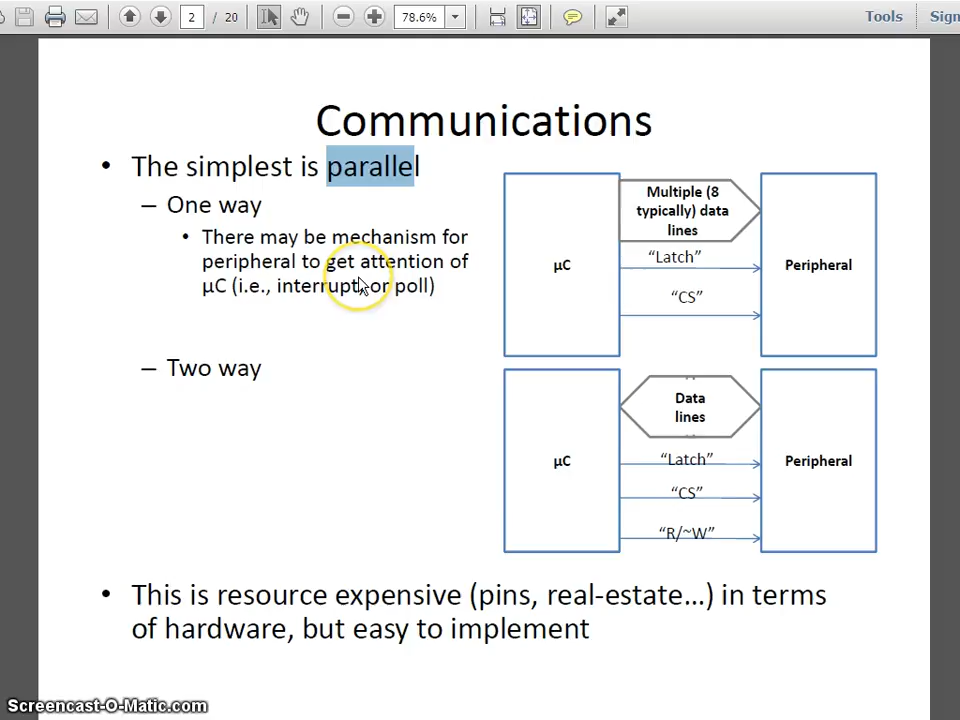 2 / 20 78.6% Tools Sign
Communications
• The simplest is parallel
– One way
• There may be mechanism for
peripheral to get attention of
µC (i.e., interrupt or poll)
– Two way
µC
Multiple (8
typically) data
lines
“Latch”
“CS”
Peripheral
µC
Data
lines
“Latch”
“CS”
“R/~W”
Peripheral
• This is resource expensive (pins, real-estate…) in terms
of hardware, but easy to implement
Screencast-O-Matic.com